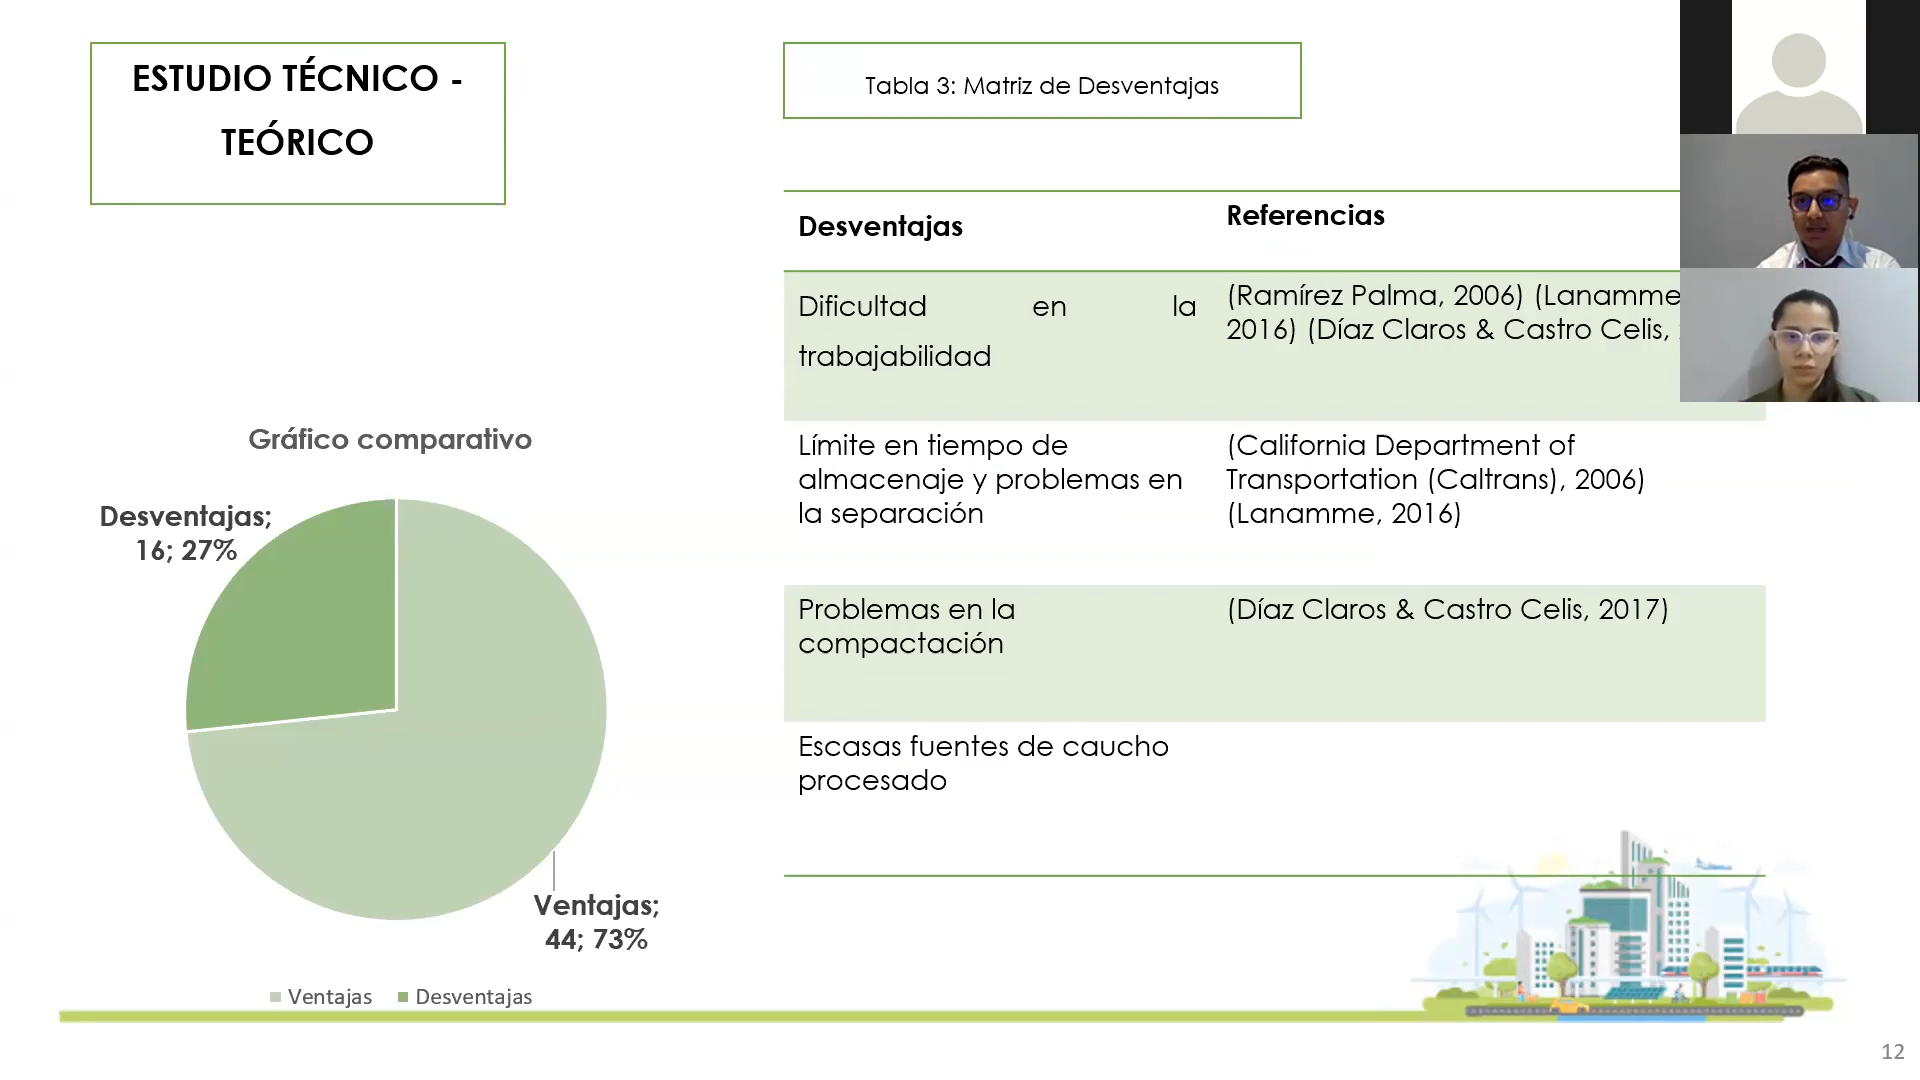 ESTUDIO TÉCNICO -
TEÓRICO
Tabla 3: Matriz de Desventajas
Desventajas
Referencias
Dificultad en la
trabajabilidad
(Ramírez Palma, 2006) (Lanamme
2016) (Díaz Claros & Castro Celis,
Límite en tiempo de
almacenaje y problemas en
la separación
(California Department of
Transportation (Caltrans), 2006)
(Lanamme, 2016)
Problemas en la
compactación
(Díaz Claros & Castro Celis, 2017)
Escasas fuentes de caucho
procesado
Gráfico comparativo
Desventajas;
16; 27%
Ventajas;
44; 73%
Ventajas
Desventajas
12